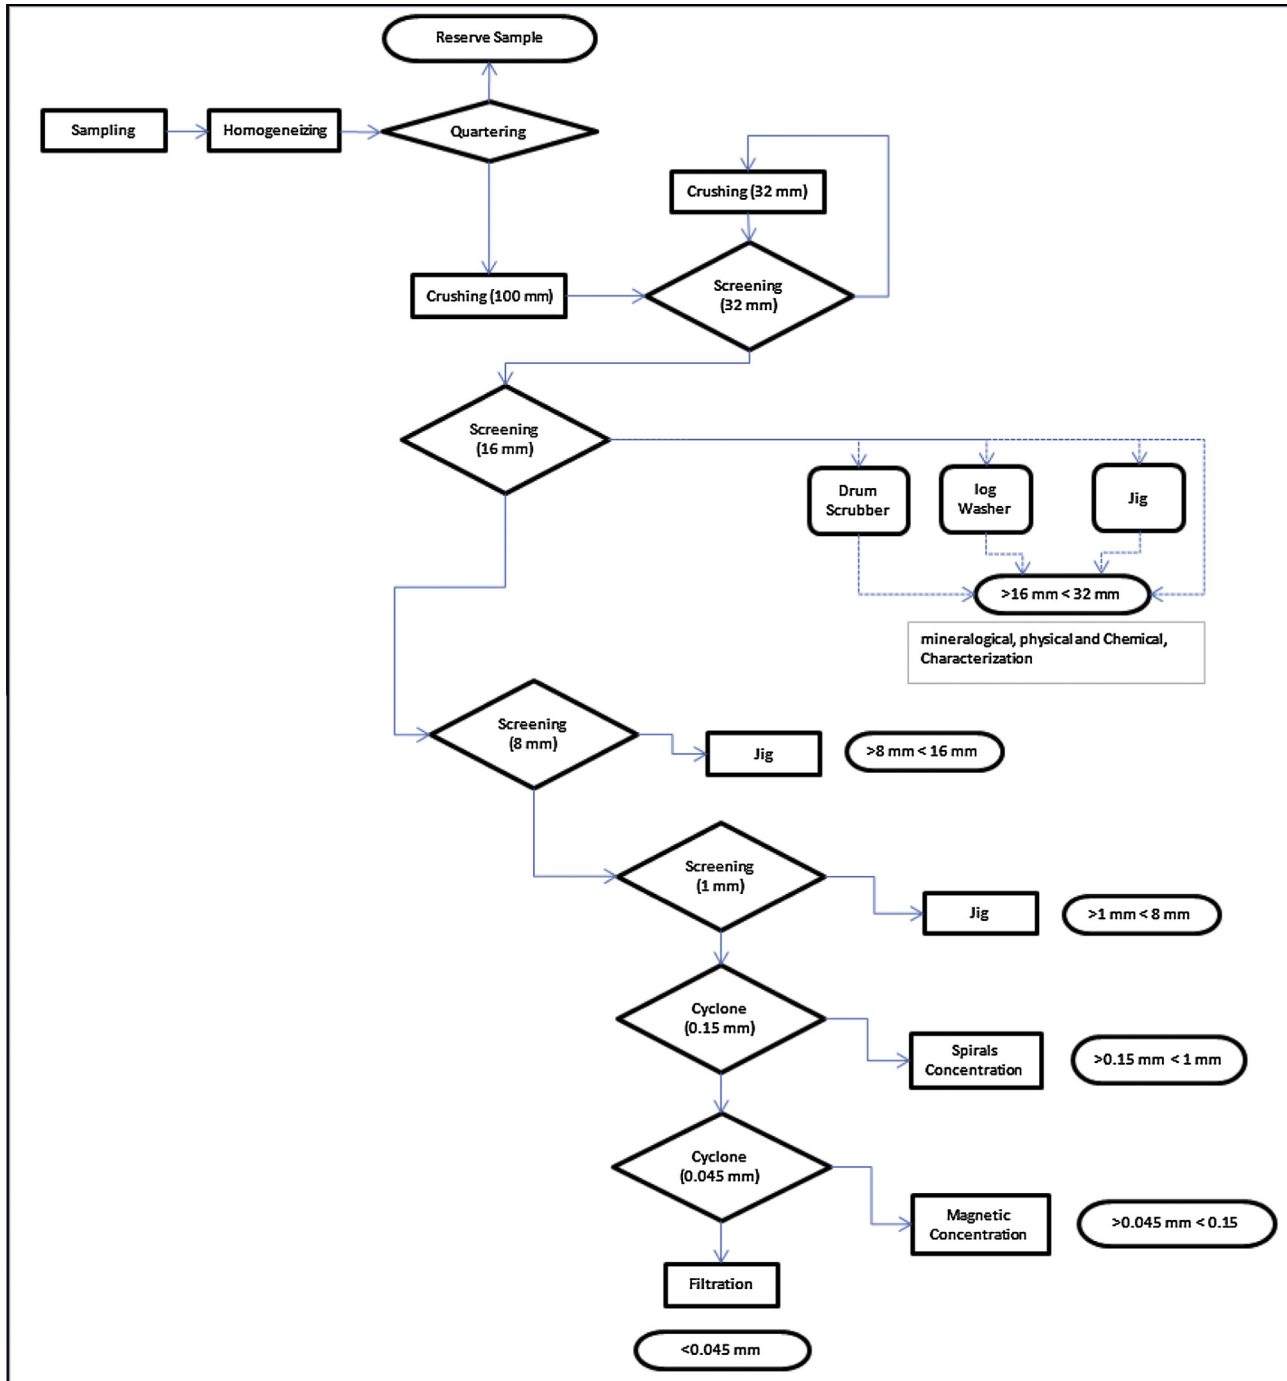 Reserve Sample
Sampling
Homogeneizing
Quartering
Crushing (32 mm)
Crushing (100 mm)
Screening
(32 mm)
Screening
(16 mm)
Drum
Scrubber
log
Washer
Jig
>16 mm < 32 mm
mineralogical, physical and Chemical,
Characterization
Screening
(8 mm)
Jig
>8 mm < 16 mm
Screening
(1 mm)
Jig
>1 mm < 8 mm
Cyclone
(0.15 mm)
Spirals
Concentration
>0.15 mm < 1 mm
Cyclone
(0.045 mm)
Magnetic
Concentration
>0.045 mm < 0.15
Filtration
<0.045 mm